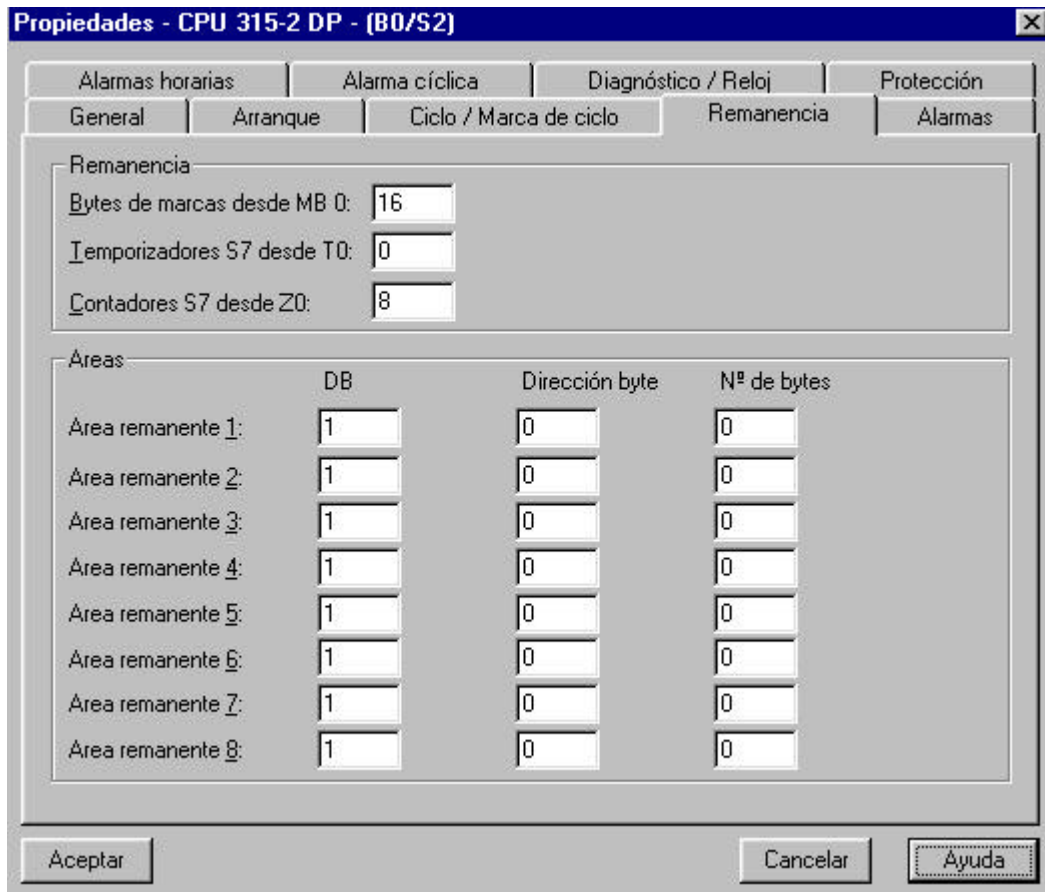 Propiedades - CPU 315-2 DP - (B0/S2)
Alarmas horarias Alarma cíclica Diagnóstico / Reloj Protección
General Arranque Ciclo / Marca de ciclo Remanencia Alarmas
Remanencia
Bytes de marcas desde MB 0: 16
Temporizadores S7 desde T0: 0
Contadores S7 desde Z0: 8
Areas
DB Dirección byte Nº de bytes
Area remanente 1: 1 0 0
Area remanente 2: 1 0 0
Area remanente 3: 1 0 0
Area remanente 4: 1 0 0
Area remanente 5: 1 0 0
Area remanente 6: 1 0 0
Area remanente 7: 1 0 0
Area remanente 8: 1 0 0
Aceptar Cancelar Ayuda